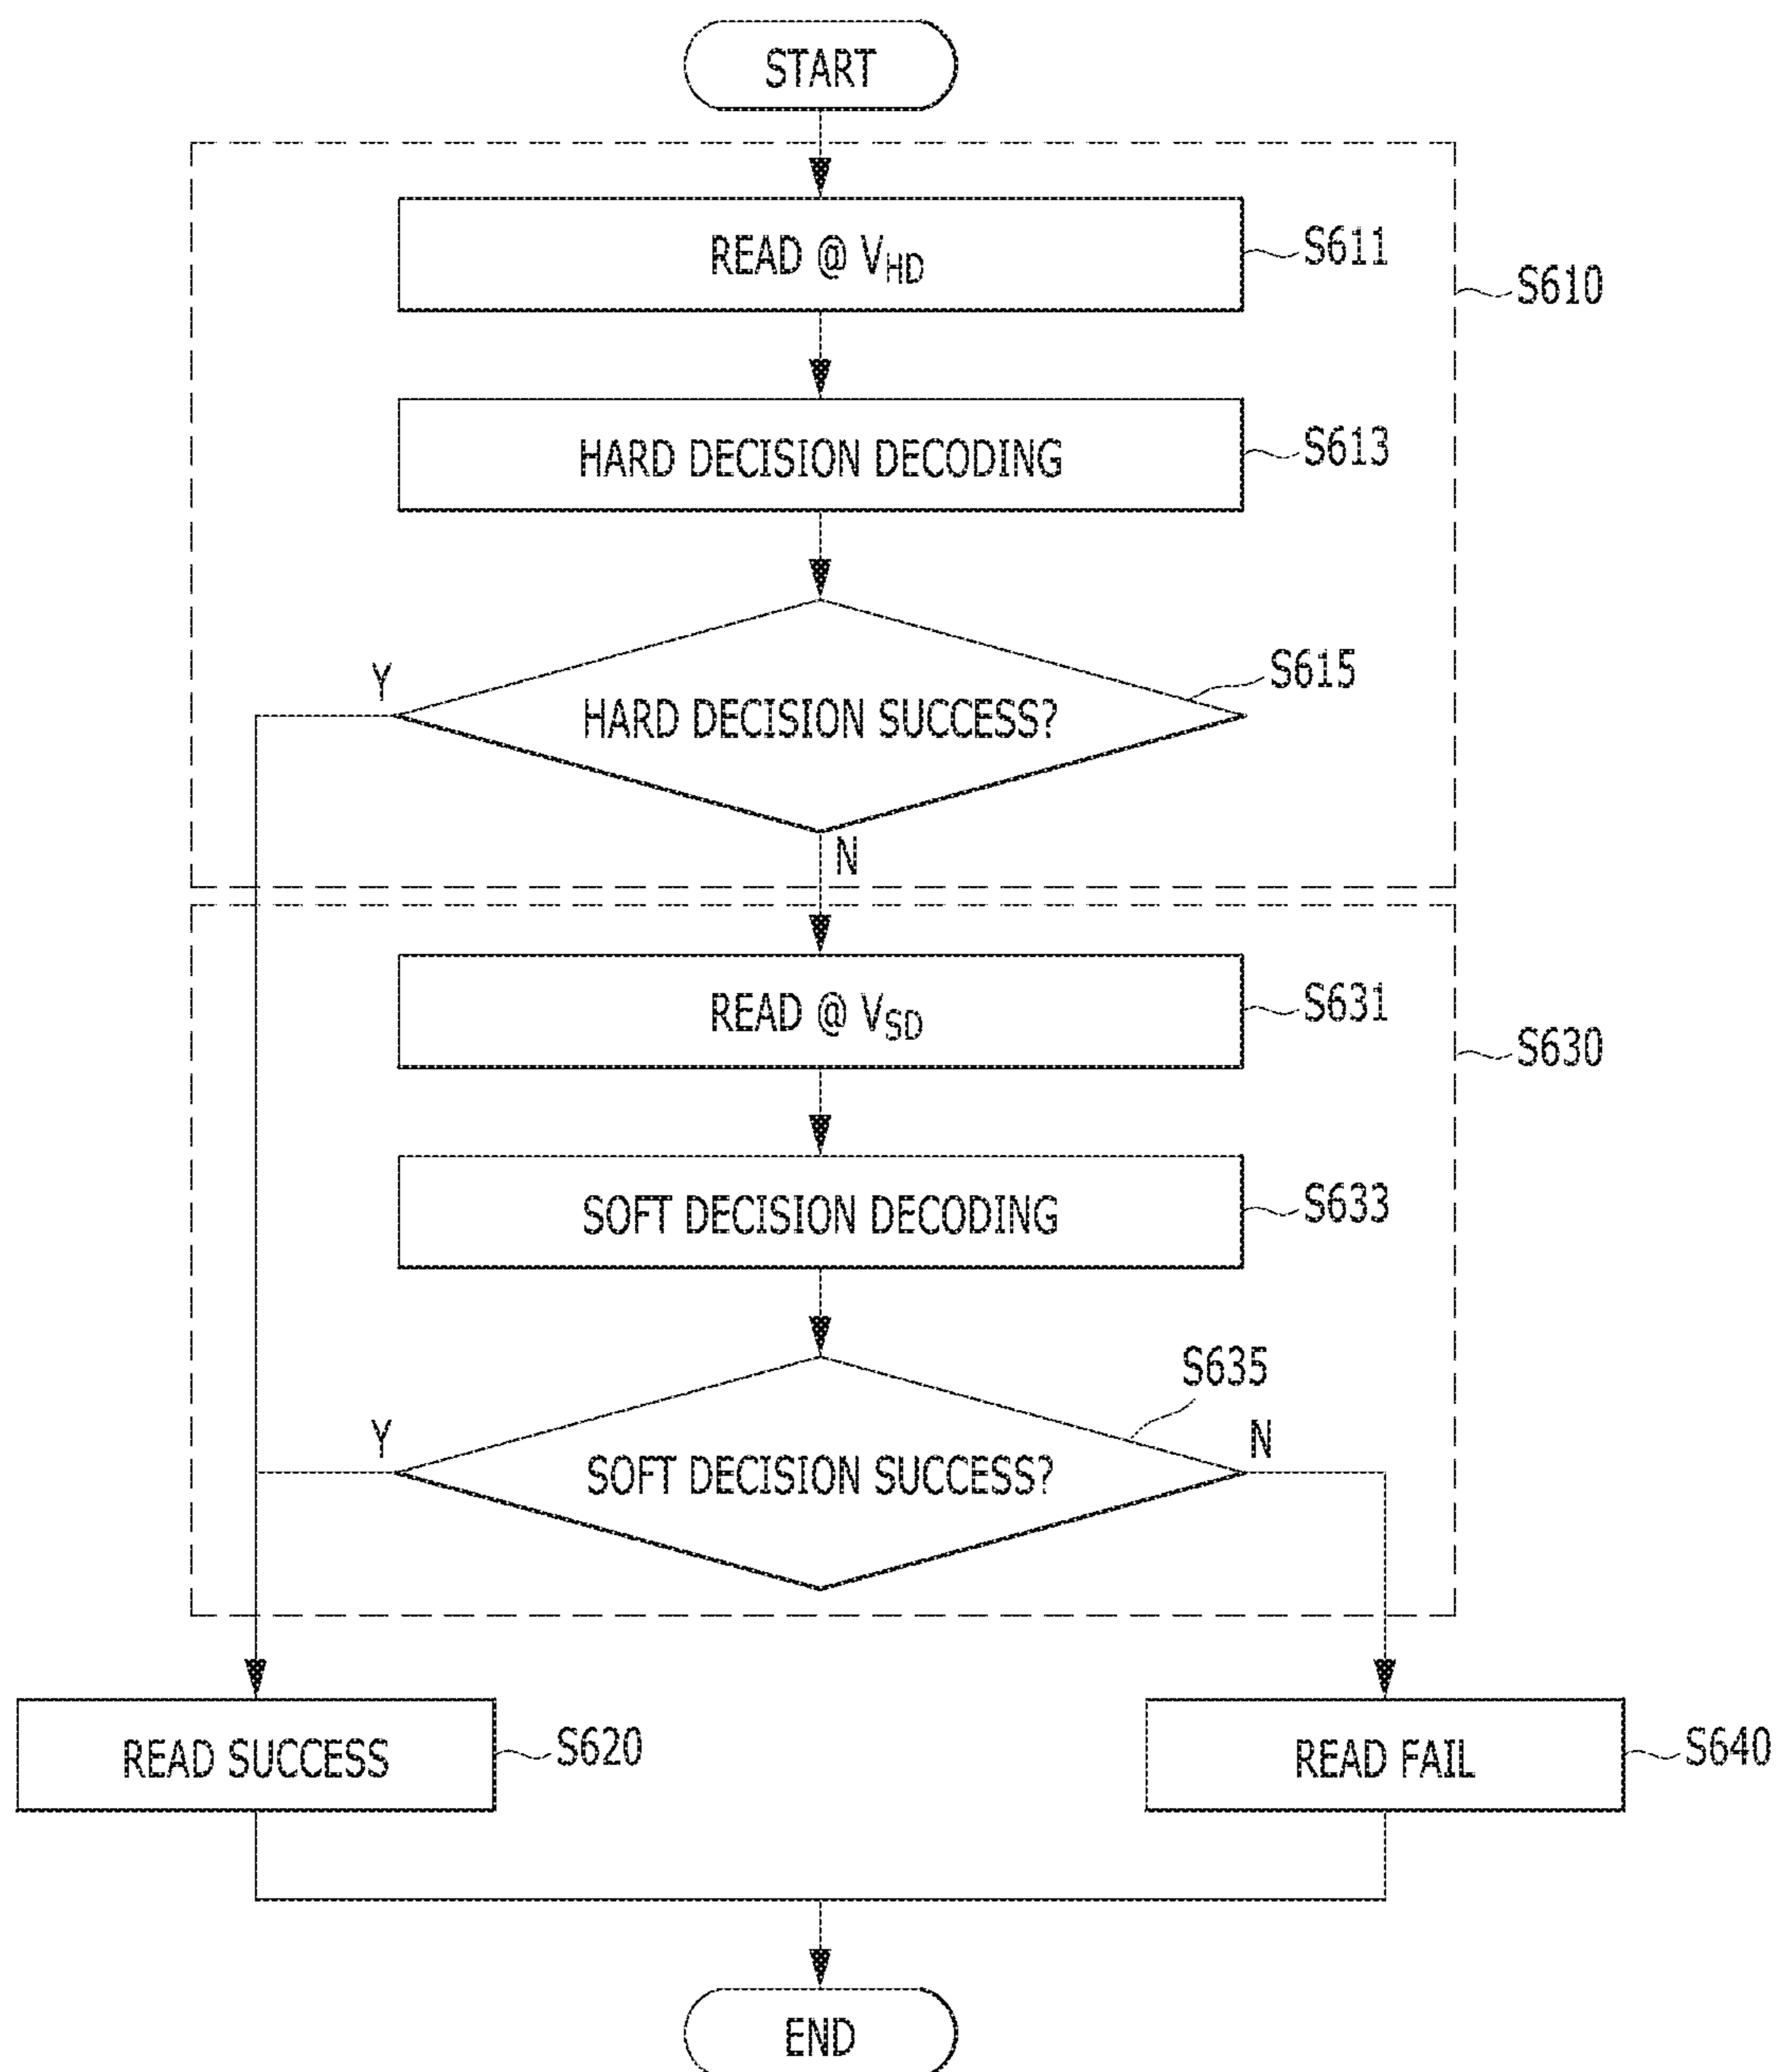 START
READ @ VHD
S611
S610
HARD DECISION DECODING
S613
S615
Y
HARD DECISION SUCCESS?
N
READ @ VSD
S631
S630
SOFT DECISION DECODING
S633
S635
Y
N
SOFT DECISION SUCCESS?
READ SUCCESS
S620
READ FAIL
S640
END